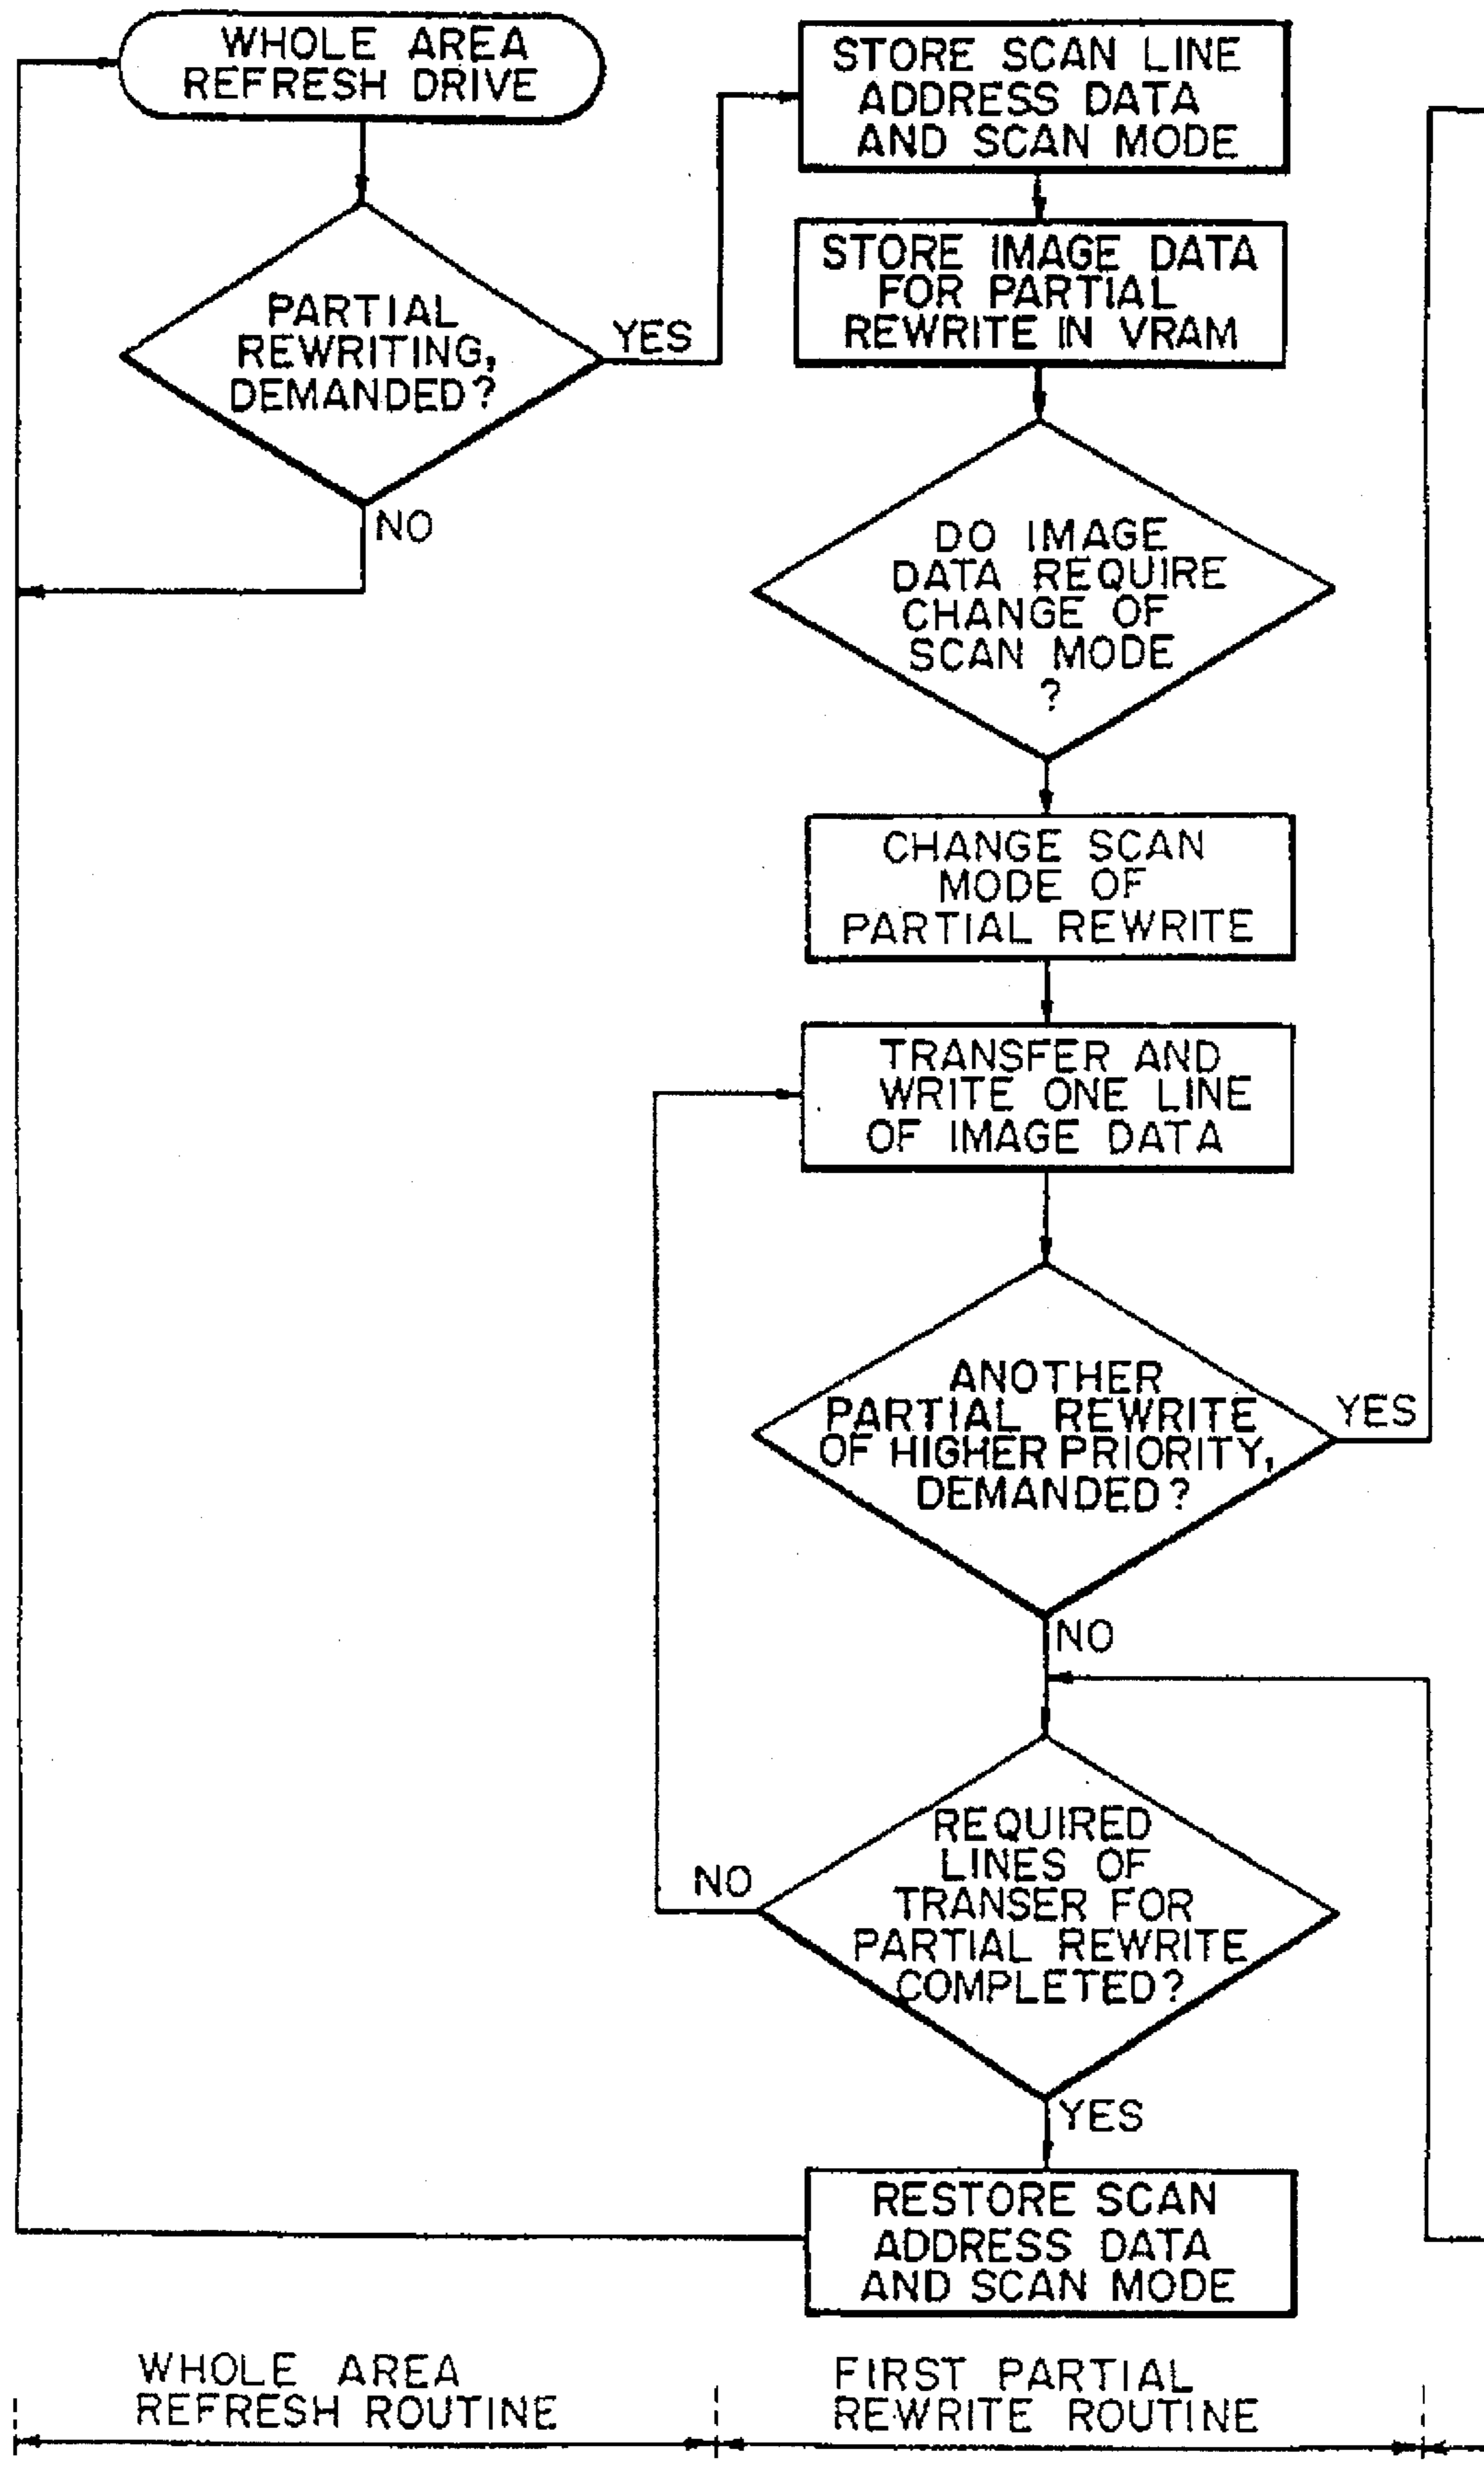 WHOLE AREA
REFRESH DRIVE
PARTIAL
REWRITING,
DEMANDED?
YES
NO
STORE SCAN LINE
ADDRESS DATA
AND SCAN MODE
STORE IMAGE DATA
FOR PARTIAL
REWRITE IN VRAM
DO IMAGE
DATA REQUIRE
CHANGE OF
SCAN MODE
?
CHANGE SCAN
MODE OF
PARTIAL REWRITE
TRANSFER AND
WRITE ONE LINE
OF IMAGE DATA
ANOTHER
PARTIAL REWRITE
OF HIGHER PRIORITY,
DEMANDED?
YES
NO
REQUIRED
LINES OF
TRANSER FOR
PARTIAL REWRITE
COMPLETED?
NO
YES
RESTORE SCAN
ADDRESS DATA
AND SCAN MODE
WHOLE AREA
REFRESH ROUTINE
FIRST PARTIAL
REWRITE ROUTINE